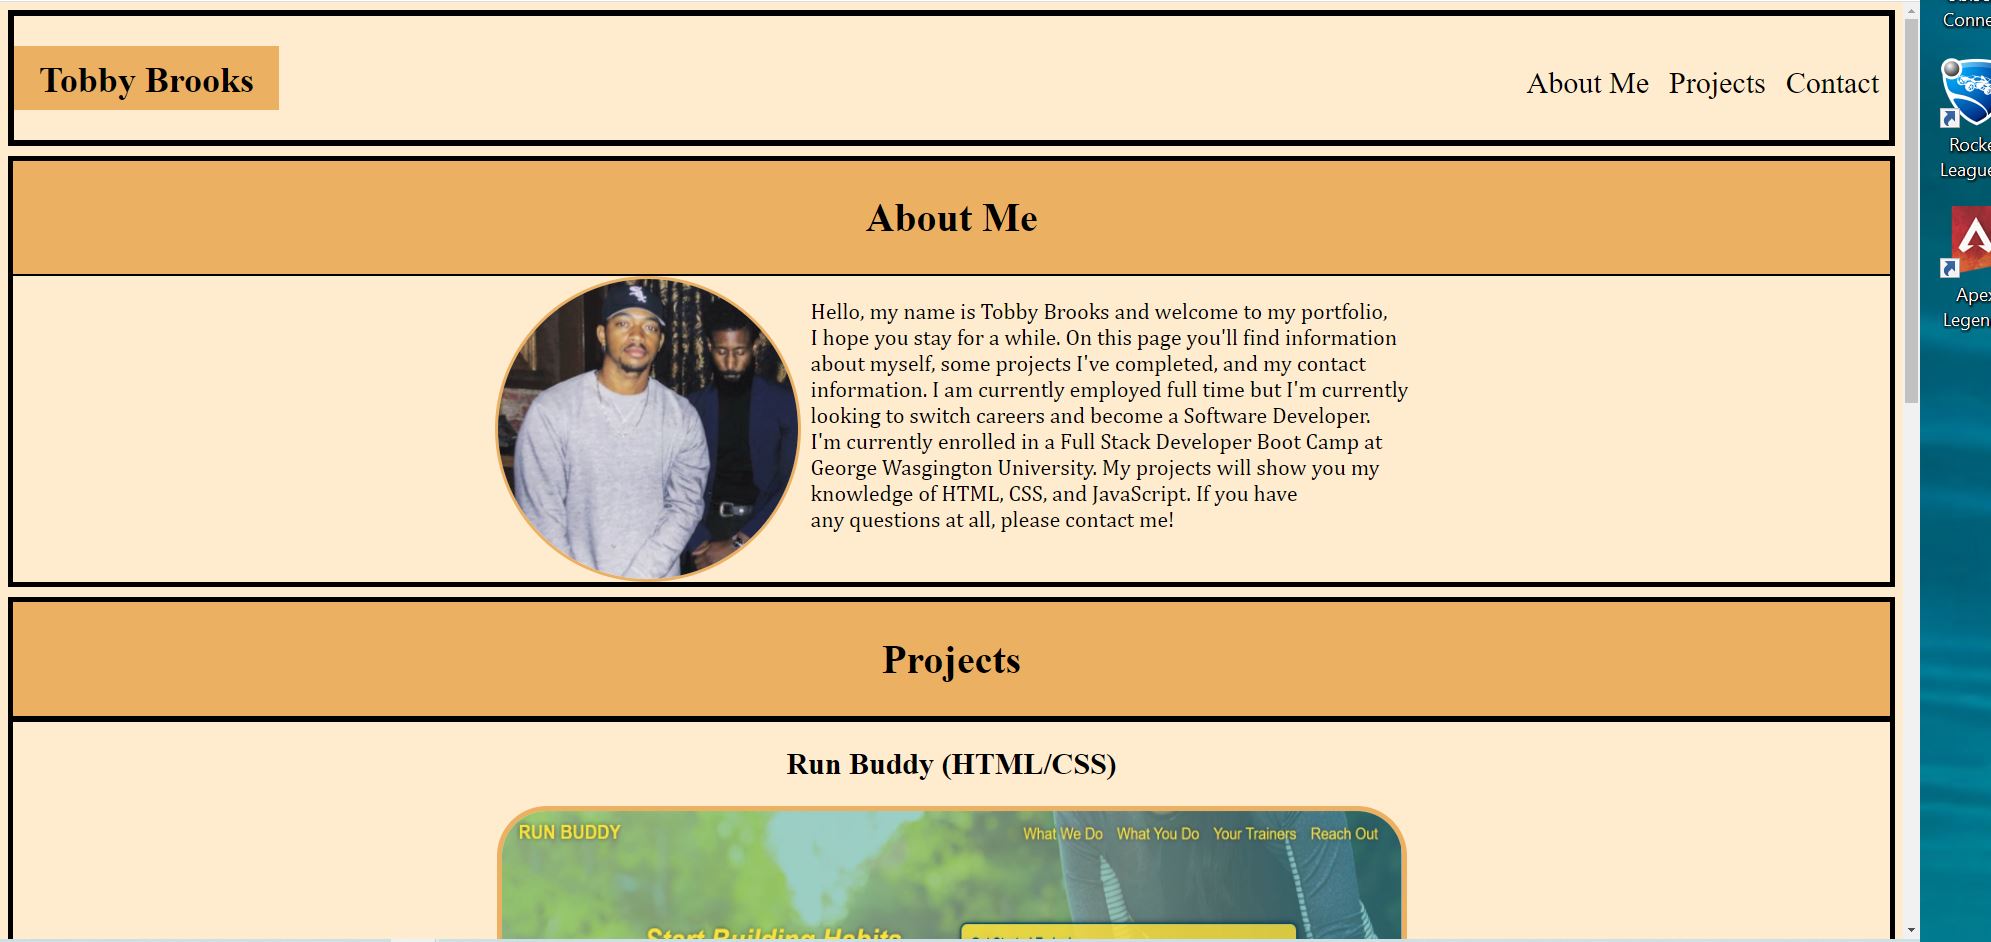 Tobby Brooks
About Me Projects Contact
About Me
Hello, my name is Tobby Brooks and welcome to my portfolio,
I hope you stay for a while. On this page you'll find information
about myself, some projects I've completed, and my contact
information. I am currently employed full time but I'm currently
looking to switch careers and become a Software Developer.
I'm currently enrolled in a Full Stack Developer Boot Camp at
George Wasgington University. My projects will show you my
knowledge of HTML, CSS, and JavaScript. If you have
any questions at all, please contact me!
Projects
Run Buddy (HTML/CSS)
RUN BUDDY
What We Do What You Do Your Trainers Reach Out
Start Building Habits
Conne
Rocke
League
Apex
Legen